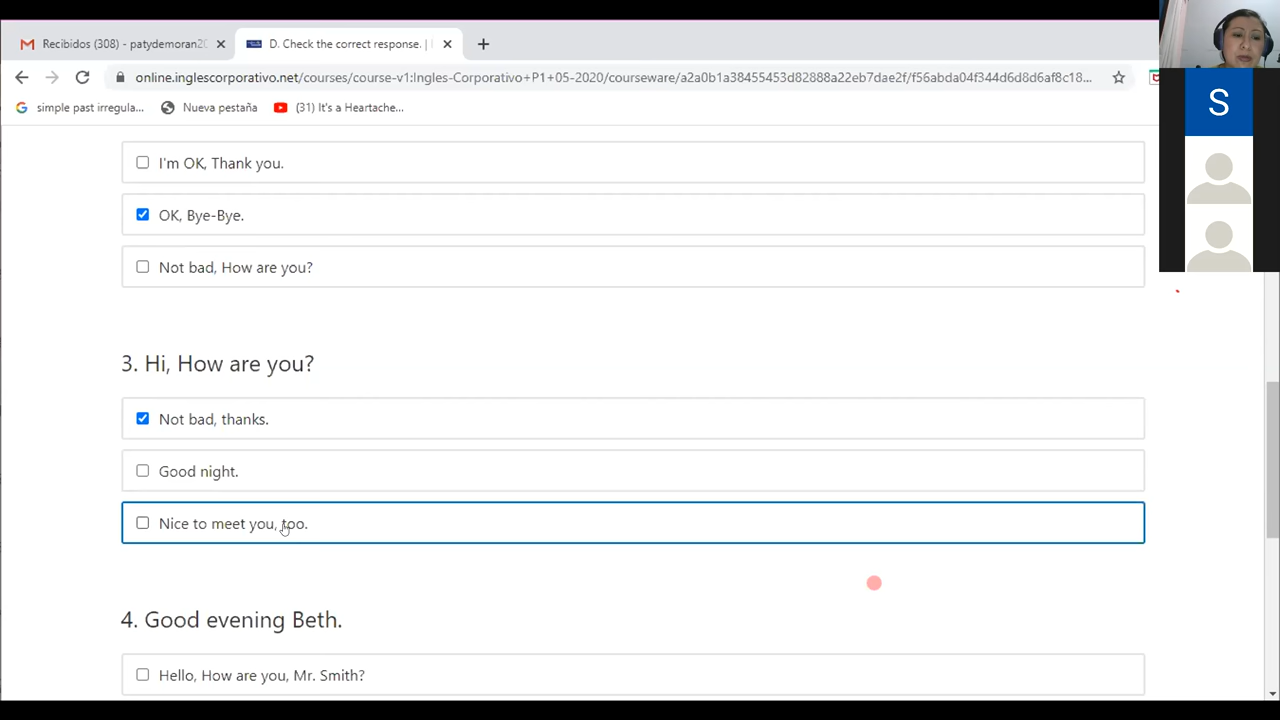 Recibidos (308) - patydemoran20
D. Check the correct response. |
online.inglescorporativo.net/courses/course-v1:Ingles-Corporativo+P1+05-2020/courseware/a2a0b1a38455453d82888a22eb7dae2f/f56abda04f344d6d8d6af8c18...
simple past irregula...
Nueva pestaña
(31) It's a Heartache...
S
I'm OK, Thank you.
OK, Bye-Bye.
Not bad, How are you?
3. Hi, How are you?
Not bad, thanks.
Good night.
Nice to meet you, too.
4. Good evening Beth.
Hello, How are you, Mr. Smith?